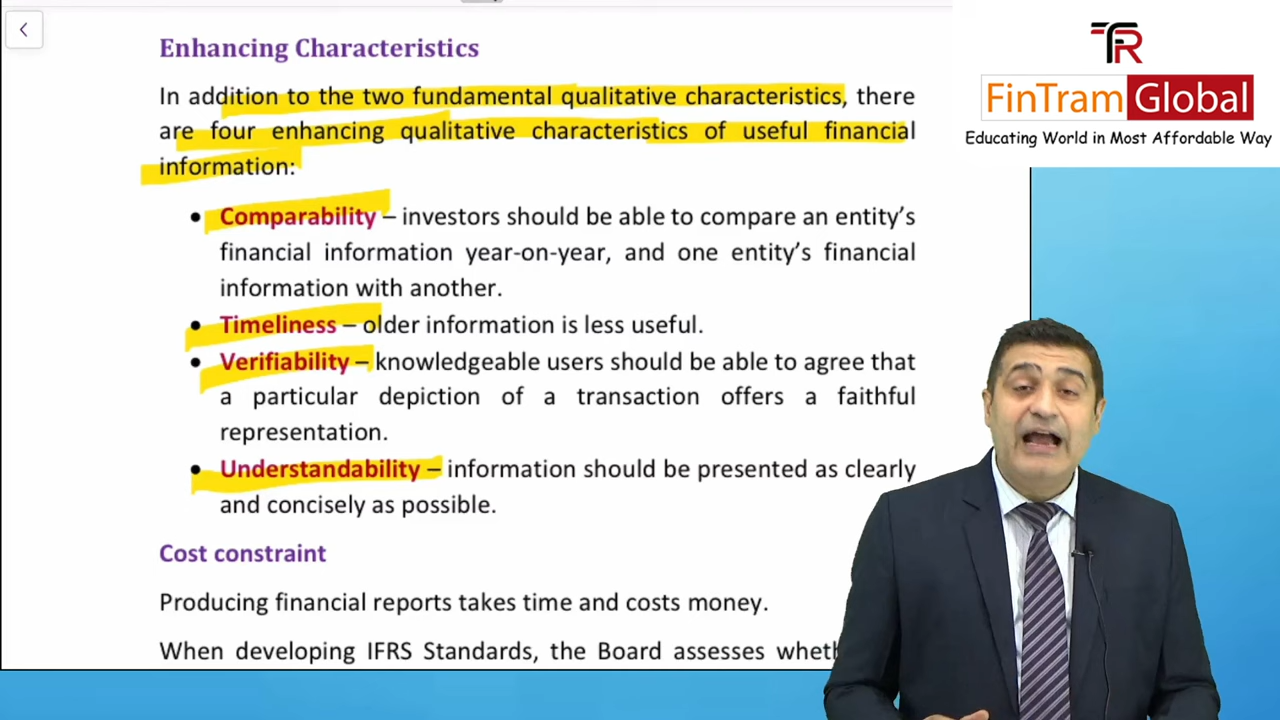 Enhancing Characteristics
In addition to the two fundamental qualitative characteristics, there
are four enhancing qualitative characteristics of useful financial
information:
• Comparability – investors should be able to compare an entity's
financial information year-on-year, and one entity's financial
information with another.
• Timeliness – older information is less useful.
• Verifiability – knowledgeable users should be able to agree that
a particular depiction of a transaction offers a faithful
representation.
• Understandability – information should be presented as clearly
and concisely as possible.
Cost constraint
Producing financial reports takes time and costs money.
When developing IFRS Standards, the Board assesses
FinTram Global
Educating World in Most Affordable Way